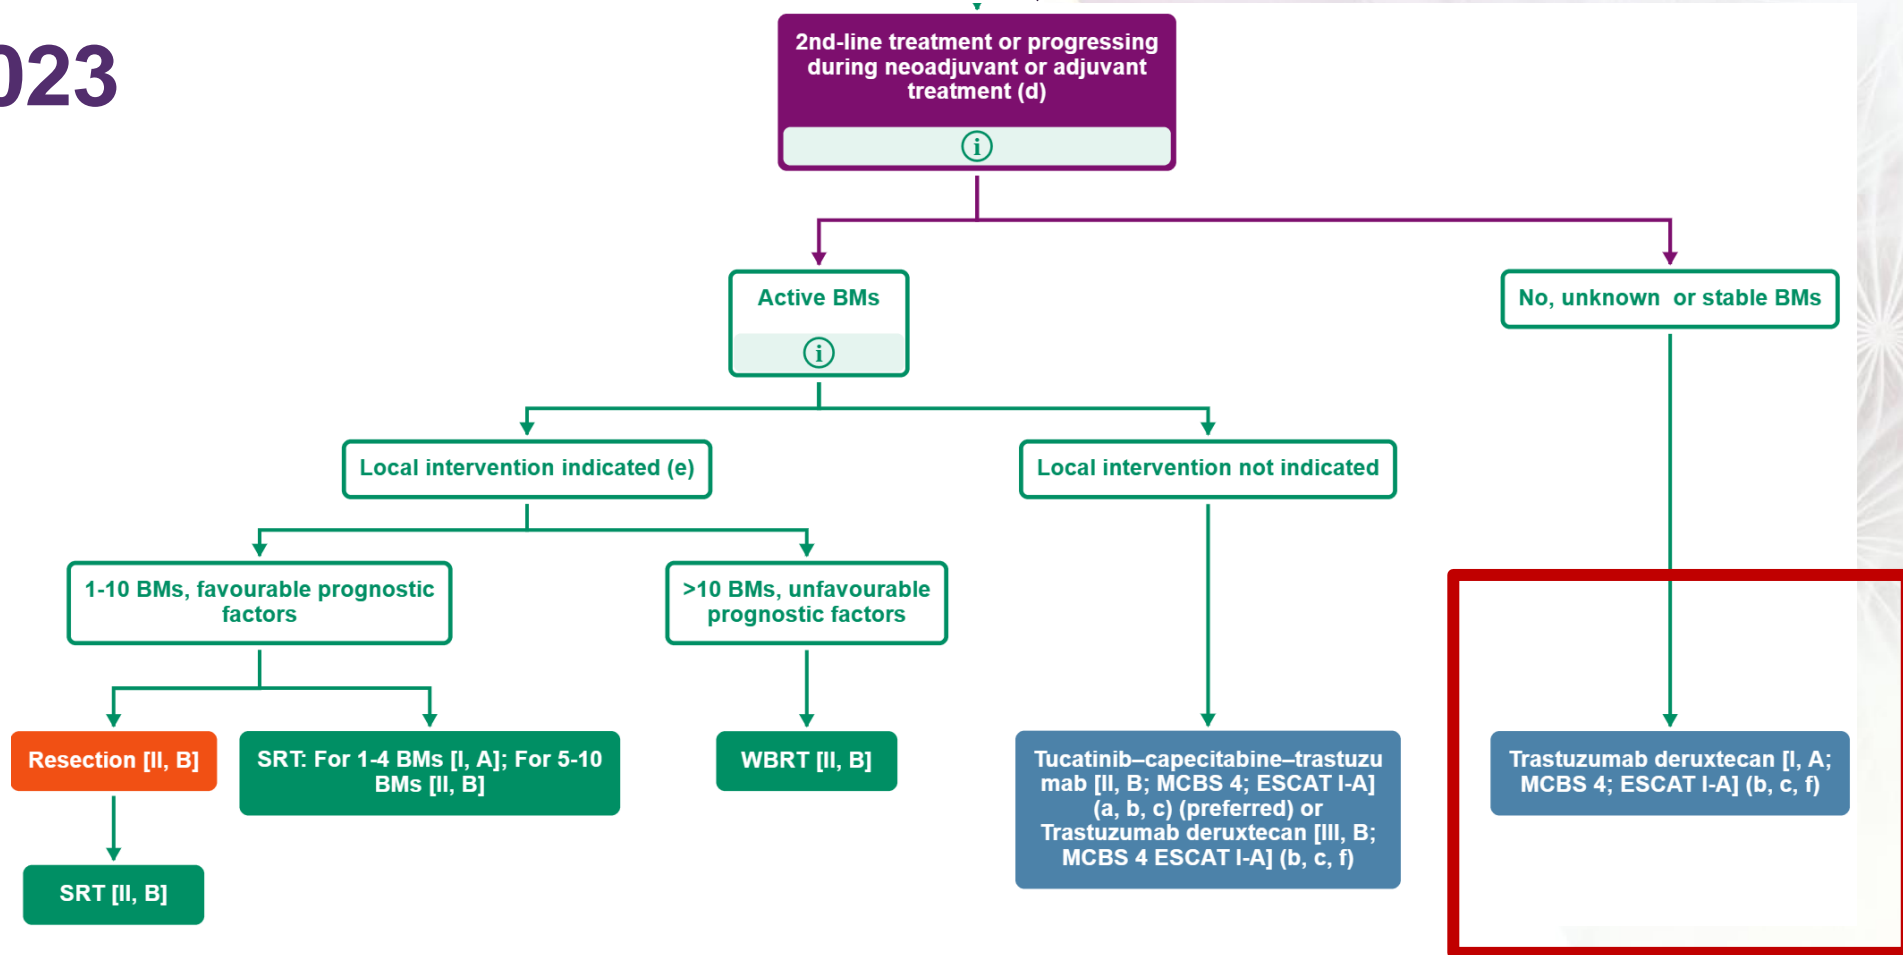 023
2nd-line treatment or progressing
during neoadjuvant or adjuvant
treatment (d)
i
Active BMs
i
No, unknown or stable BMs
Local intervention indicated (e)
Local intervention not indicated
1-10 BMs, favourable prognostic
factors
>10 BMs, unfavourable
prognostic factors
Resection [II, B]
SRT: For 1-4 BMs [I, A]; For 5-10
BMs [II, B]
WBRT [II, B]
Tucatinib–capecitabine–trastuzu
mab [II, B; MCBS 4; ESCAT I-A]
(a, b, c) (preferred) or
Trastuzumab deruxtecan [III, B;
MCBS 4 ESCAT I-A] (b, c, f)
Trastuzumab deruxtecan [I, A;
MCBS 4; ESCAT I-A] (b, c, f)
SRT [II, B]